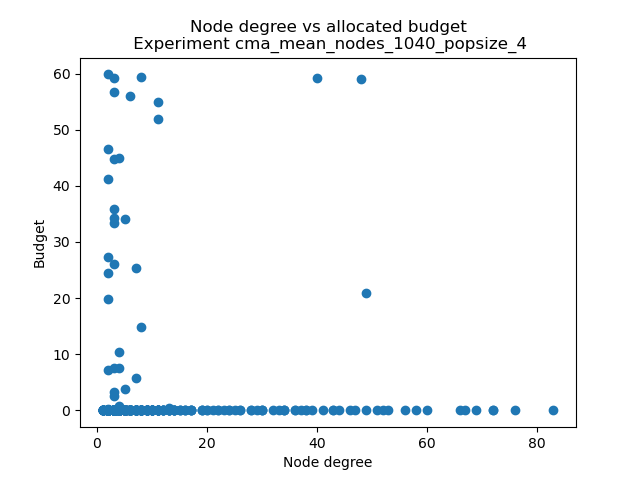 Node degree vs allocated budget
Experiment cma_mean_nodes_1040_popsize_4
60
50
40
30
20
10
0
Budget
0 20 40 60 80
Node degree